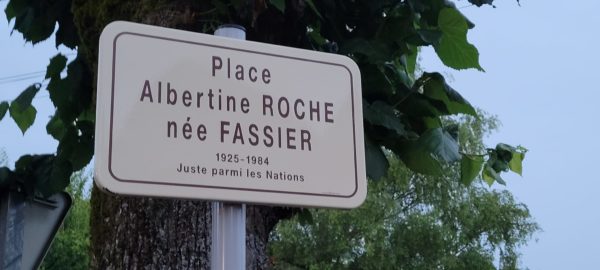 Place
Albertine ROCHE
née FASSIER
1925-1984
Juste parmi les Nations